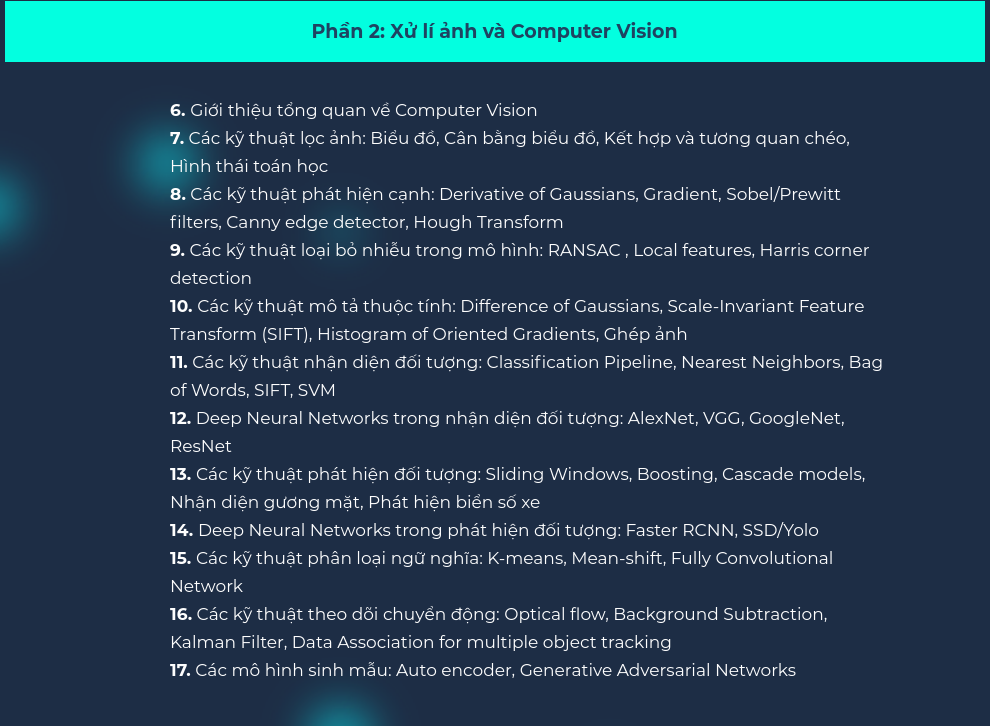 Phần 2: Xử lí ảnh và Computer Vision
6. Giới thiệu tổng quan về Computer Vision
7. Các kỹ thuật lọc ảnh: Biểu đồ, Cân bằng biểu đồ, Kết hợp và tương quan chéo,
Hình thái toán học
8. Các kỹ thuật phát hiện cạnh: Derivative of Gaussians, Gradient, Sobel/Prewitt
filters, Canny edge detector, Hough Transform
9. Các kỹ thuật loại bỏ nhiễu trong mô hình: RANSAC , Local features, Harris corner
detection
10. Các kỹ thuật mô tả thuộc tính: Difference of Gaussians, Scale-Invariant Feature
Transform (SIFT), Histogram of Oriented Gradients, Ghép ảnh
11. Các kỹ thuật nhận diện đối tượng: Classification Pipeline, Nearest Neighbors, Bag
of Words, SIFT, SVM
12. Deep Neural Networks trong nhận diện đối tượng: AlexNet, VGG, GoogleNet,
ResNet
13. Các kỹ thuật phát hiện đối tượng: Sliding Windows, Boosting, Cascade models,
Nhận diện gương mặt, Phát hiện biển số xe
14. Deep Neural Networks trong phát hiện đối tượng: Faster RCNN, SSD/Yolo
15. Các kỹ thuật phân loại ngữ nghĩa: K-means, Mean-shift, Fully Convolutional
Network
16. Các kỹ thuật theo dõi chuyển động: Optical flow, Background Subtraction,
Kalman Filter, Data Association for multiple object tracking
17. Các mô hình sinh mẫu: Auto encoder, Generative Adversarial Networks